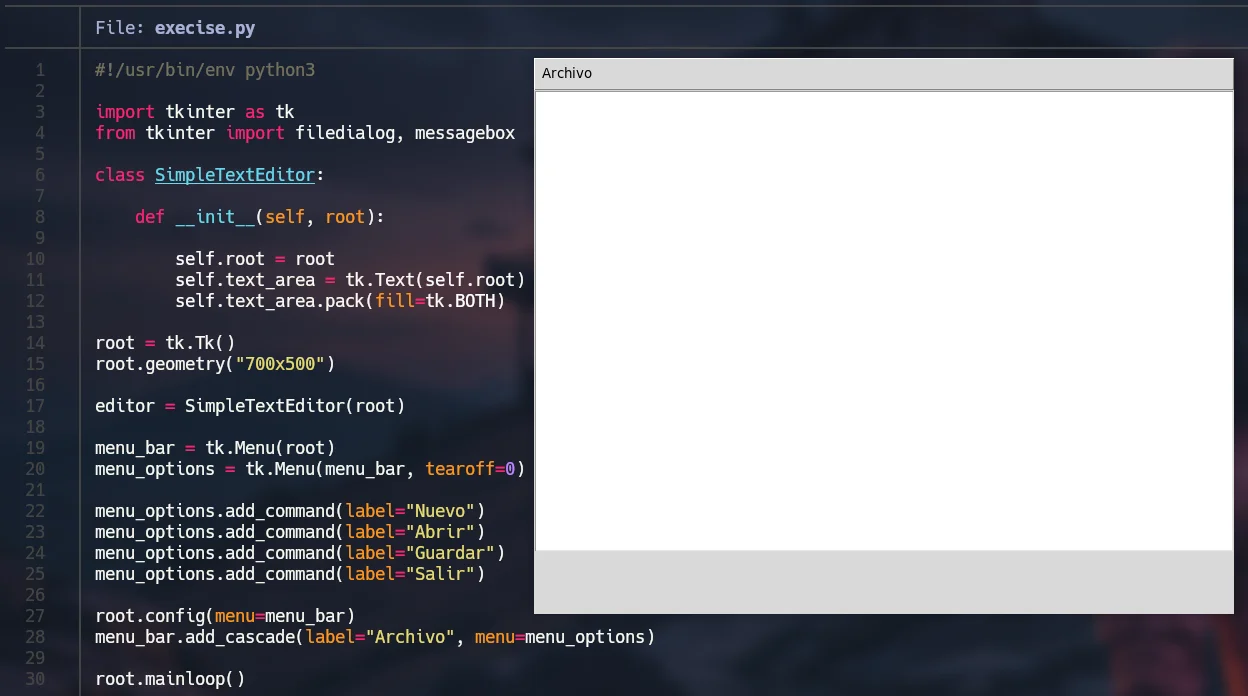 File: execise.py
1 #!/usr/bin/env python3
2
3 import tkinter as tk
4 from tkinter import filedialog, messagebox
5
6 class SimpleTextEditor:
7
8     def __init__(self, root):
9
10         self.root = root
11         self.text_area = tk.Text(self.root)
12         self.text_area.pack(fill=tk.BOTH)
13
14 root = tk.Tk()
15 root.geometry("700x500")
16
17 editor = SimpleTextEditor(root)
18
19 menu_bar = tk.Menu(root)
20 menu_options = tk.Menu(menu_bar, tearoff=0)
21
22 menu_options.add_command(label="Nuevo")
23 menu_options.add_command(label="Abrir")
24 menu_options.add_command(label="Guardar")
25 menu_options.add_command(label="Salir")
26
27 root.config(menu=menu_bar)
28 menu_bar.add_cascade(label="Archivo", menu=menu_options)
29
30 root.mainloop()
Archivo